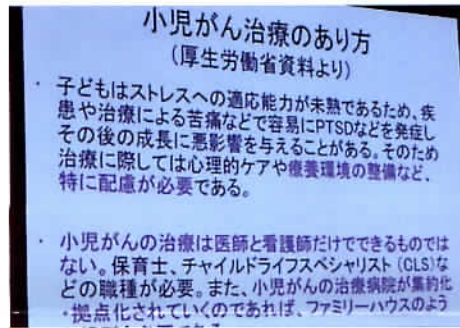 小児がん治療のあり方
(厚生労働省資料より)
・ 子どもはストレスへの適応能力が未熟であるため、疾
患や治療による苦痛などで容易にPTSDなどを発症し
その後の成長に悪影響を与えることがある。そのため
治療に際しては心理的ケアや療養環境の整備など、
特に配慮が必要である。
・ 小児がんの治療は医師と看護師だけでできるものでは
ない。保育士、チャイルドライフスペシャリスト(CLS)な
どの職種が必要。また、小児がんの治療病院が集約化
・拠点化されていくのであれば、ファミリーハウスのよう